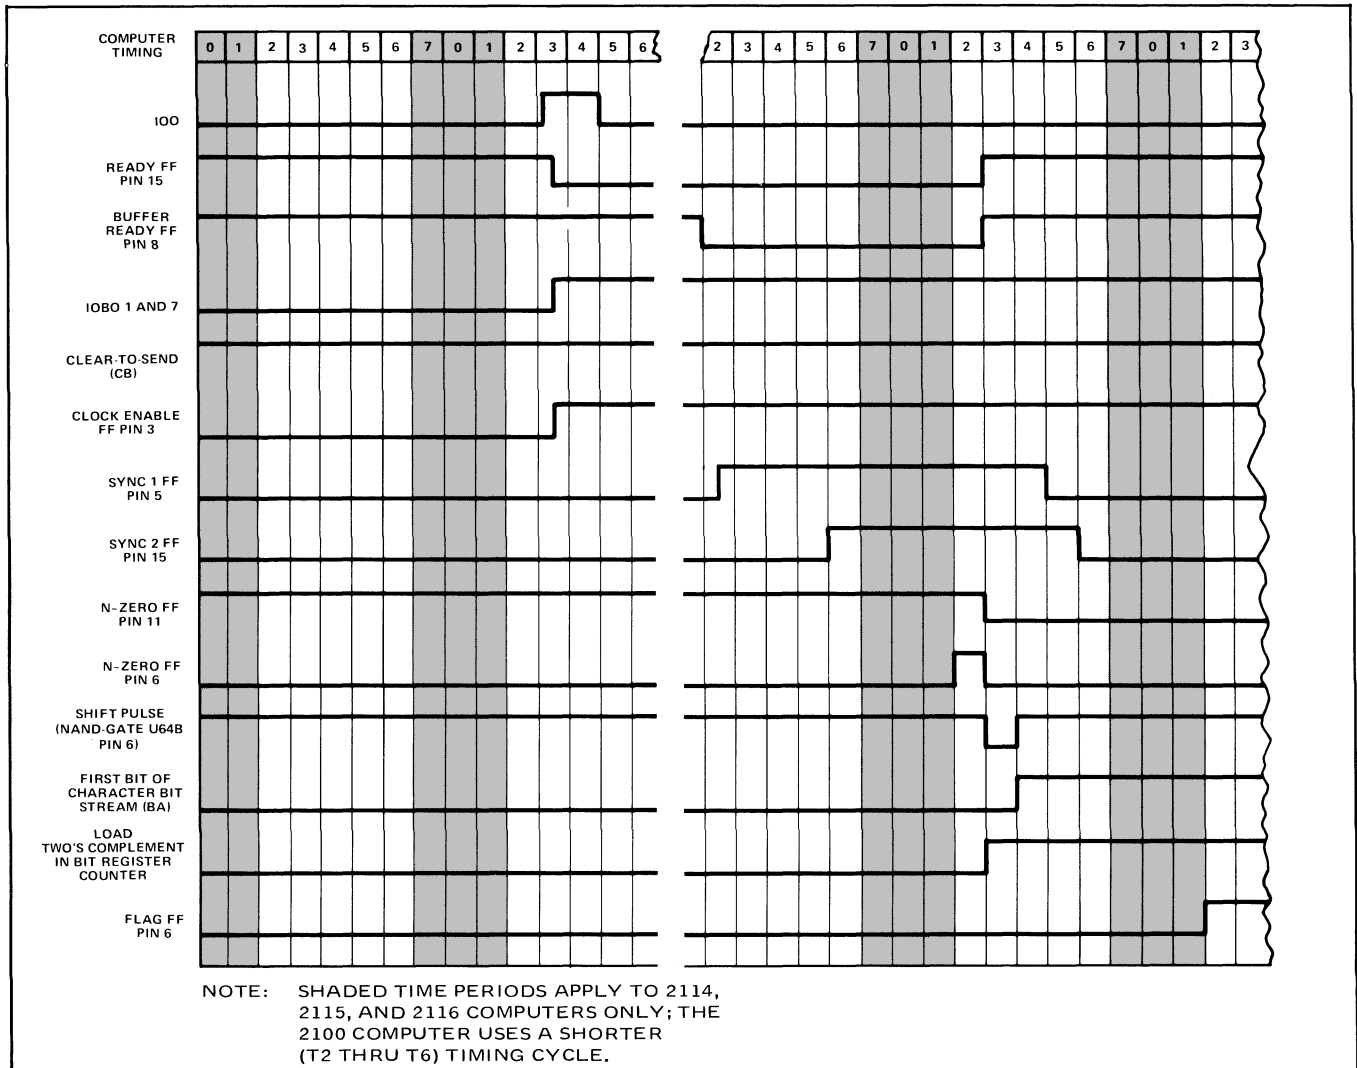 COMPUTER
TIMING
0 1 2 3 4 5 6 7 0 1 2 3 4 5 6 2 3 4 5 6 7 0 1 2 3 4 5 6 7 0 1 2 3
IOO
READY FF
PIN 15
BUFFER
READY FF
PIN 8
IOBO 1 AND 7
CLEAR-TO-SEND
(CB)
CLOCK ENABLE
FF PIN 3
SYNC 1 FF
PIN 5
SYNC 2 FF
PIN 15
N-ZERO FF
PIN 11
N-ZERO FF
PIN 6
SHIFT PULSE
(NAND-GATE U64B
PIN 6)
FIRST BIT OF
CHARACTER BIT
STREAM (BA)
LOAD
TWO'S COMPLEMENT
IN BIT REGISTER
COUNTER
FLAG FF
PIN 6
NOTE: SHADED TIME PERIODS APPLY TO 2114,
2115, AND 2116 COMPUTERS ONLY; THE
2100 COMPUTER USES A SHORTER
(T2 THRU T6) TIMING CYCLE.